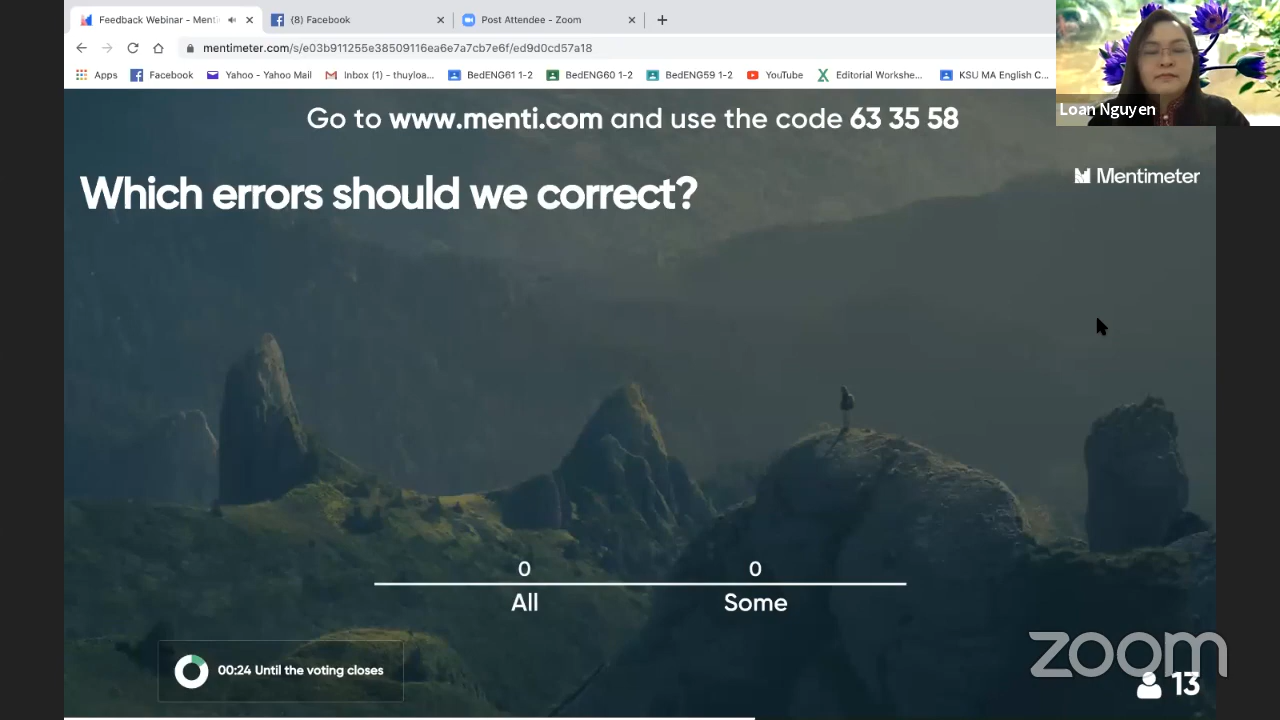 Feedback Webinar - Menti
(8) Facebook
Post Attendee - Zoom
mentimeter.com/s/e03b911255e38509116ea6e7a7cb7e6f/ed9d0cd57a18
Apps Facebook Yahoo - Yahoo Mail Inbox (1) - thuyloa... BedENG61 1-2 BedENG60 1-2 BedENG59 1-2 YouTube Editorial Workshe... KSU MA English C...
Loan Nguyen
Go to www.menti.com and use the code 63 35 58
Mentimeter
Which errors should we correct?
0 0
All Some
00:24 Until the voting closes
zoom
13